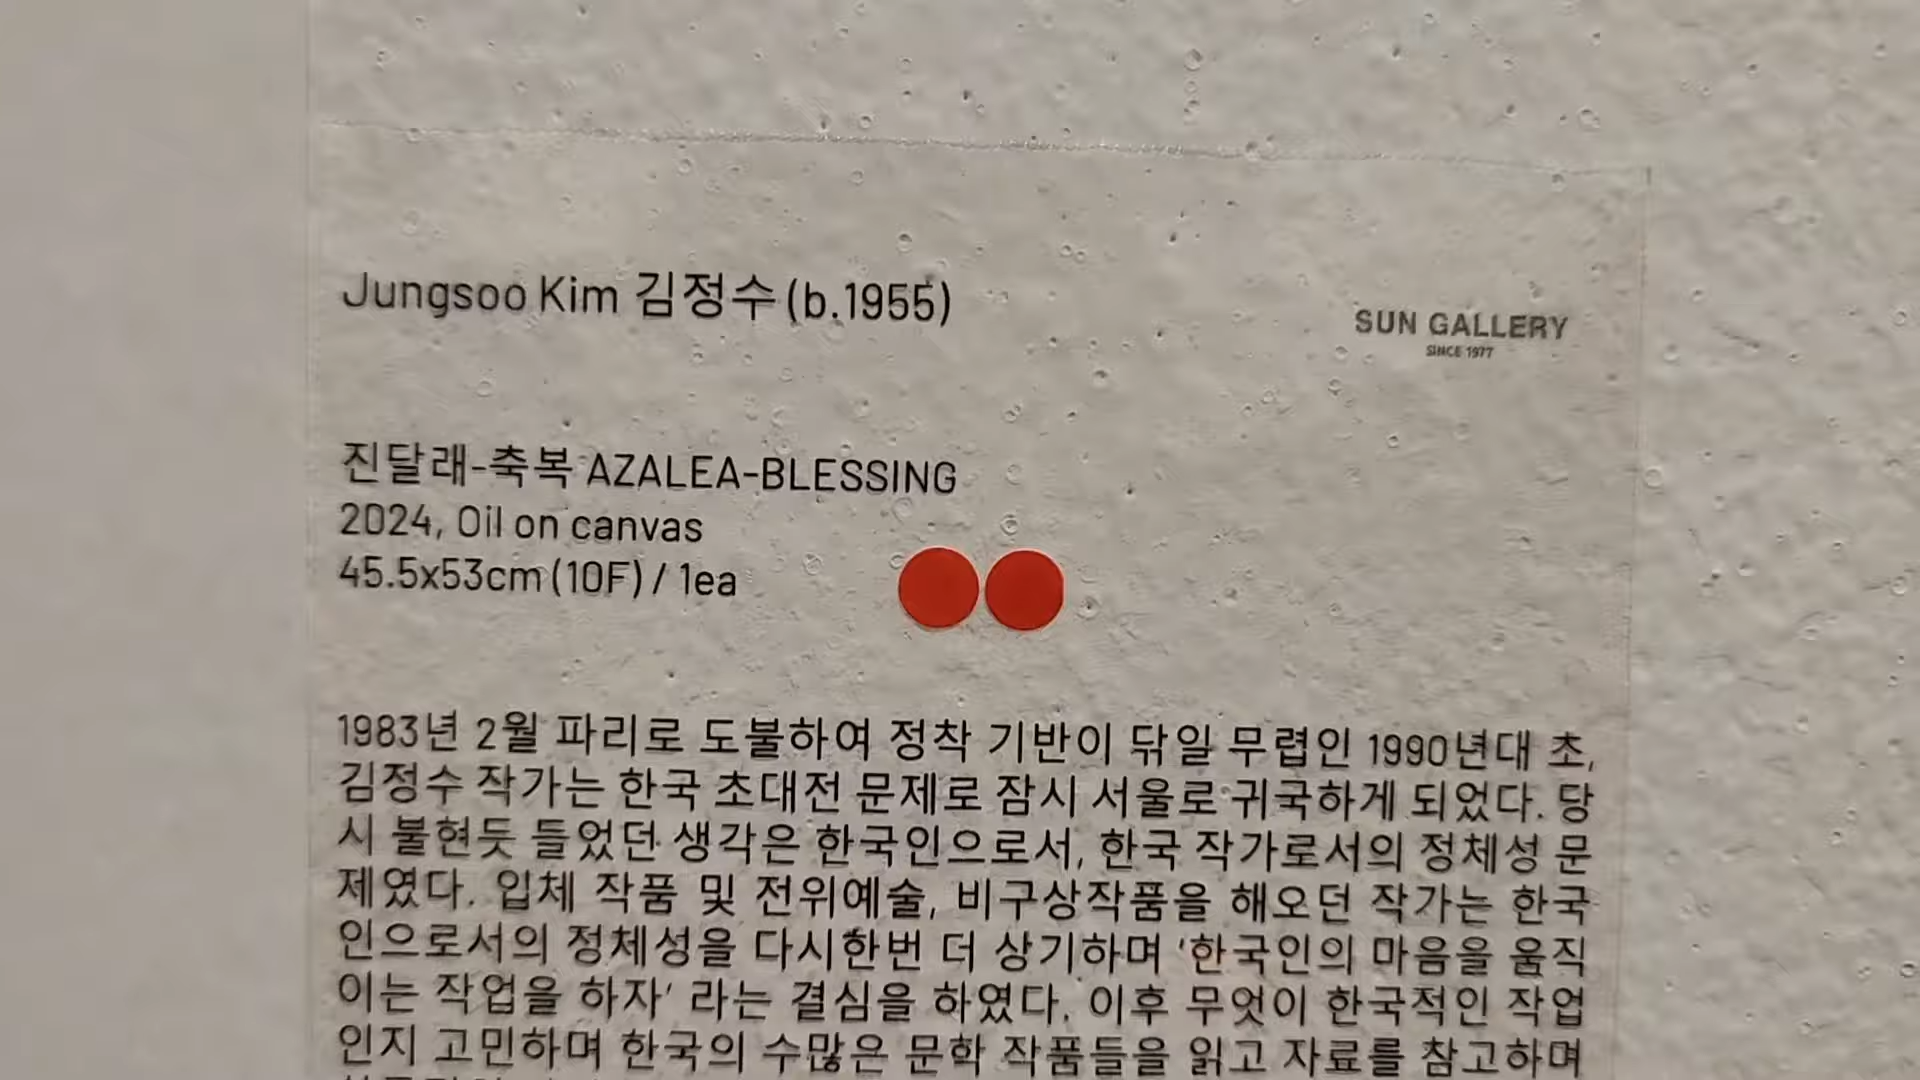 Jungsoo Kim 김정수 (b.1955)
SUN GALLERY
SINCE 1977
진달래-축복 AZALEA-BLESSING
2024, Oil on canvas
45.5x53cm (10F) / 1ea
1983년 2월 파리로 도불하여 정착 기반이 닦일 무렵인 1990년대 초,
김정수 작가는 한국 초대전 문제로 잠시 서울로 귀국하게 되었다. 당
시 불현듯 들었던 생각은 한국인으로서, 한국 작가로서의 정체성 문
제였다. 입체 작품 및 전위예술, 비구상작품을 해오던 작가는 한국
인으로서의 정체성을 다시한번 더 상기하며 '한국인의 마음을 움직
이는 작업을 하자' 라는 결심을 하였다. 이후 무엇이 한국적인 작업
인지 고민하며 한국의 수많은 문학 작품들을 읽고 자료를 참고하며